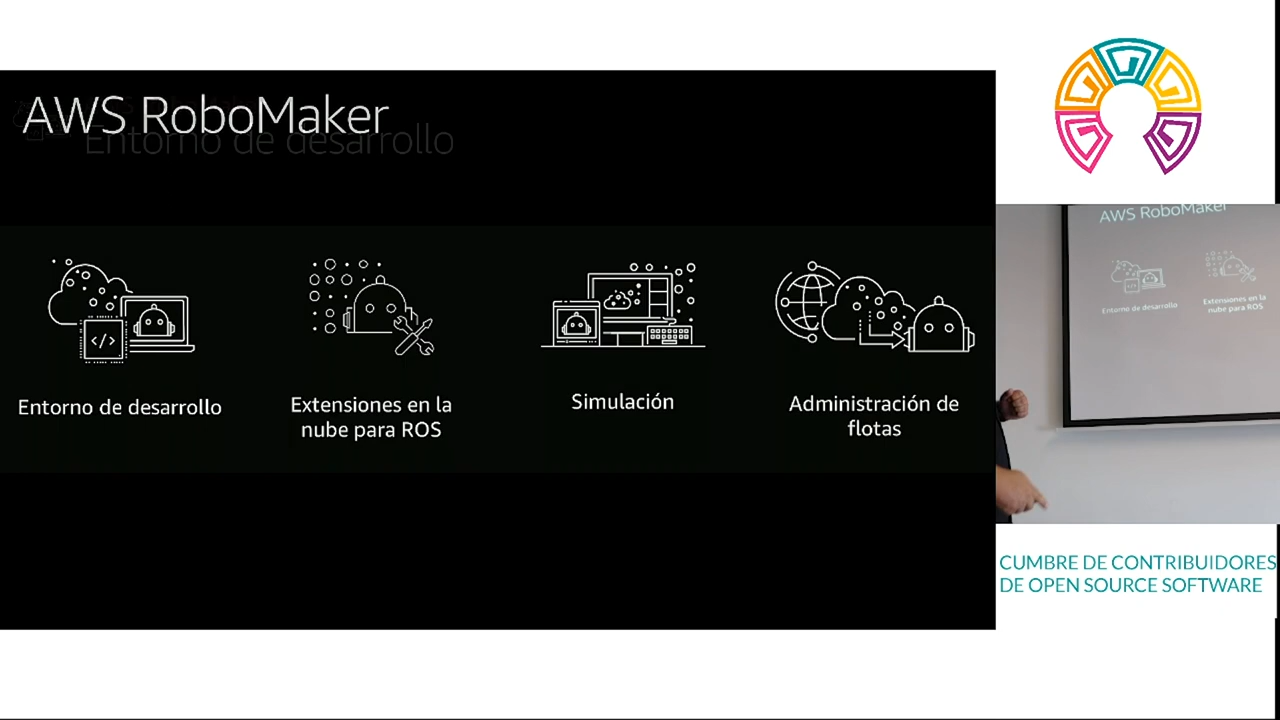 AWS RoboMaker
Entorno de desarrollo
Entorno de desarrollo
Extensiones en la
nube para ROS
Simulación
Administración de
flotas
AWS RoboMaker
Entorno de desarrollo
Extensiones en la
nube para ROS
CUMBRE DE CONTRIBUIDORES
DE OPEN SOURCE SOFTWARE